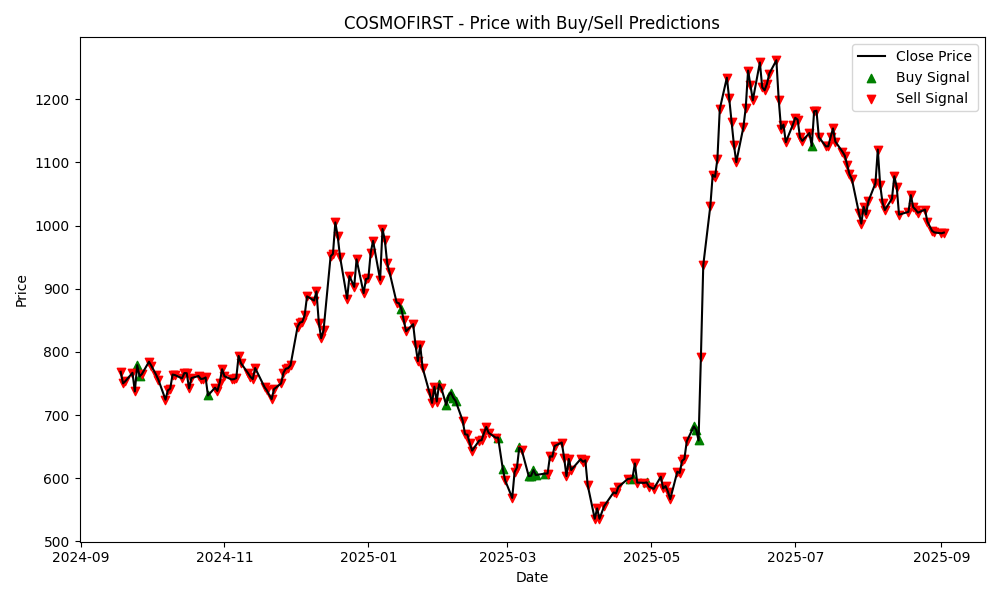 COSMOFIRST - Price with Buy/Sell Predictions
Close Price
Buy Signal
Sell Signal
Price
1200
1100
1000
900
800
700
600
500
2024-09 2024-11 2025-01 2025-03 2025-05 2025-07 2025-09
Date